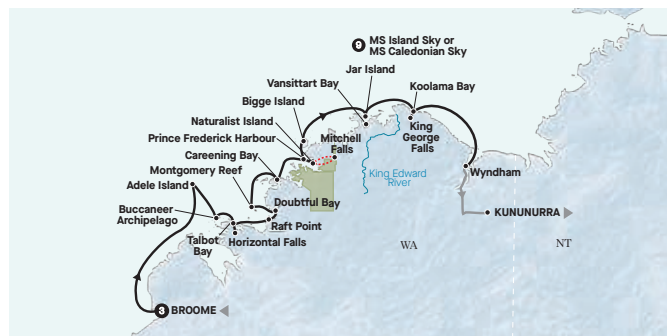 9 MS Island Sky or
MS Caledonian Sky
Jar Island
Vansittart Bay
Koolama Bay
Bigge Island
Naturalist Island
Prince Frederick Harbour
Mitchell
Falls
King
George
Falls
Careening Bay
Montgomery Reef
King Edward
River
Wyndham
Adele Island
Doubtful Bay
Buccaneer
Archipelago
KUNUNURRA
Raft Point
Talbot
Bay
Horizontal Falls
WA
NT
3 BROOME